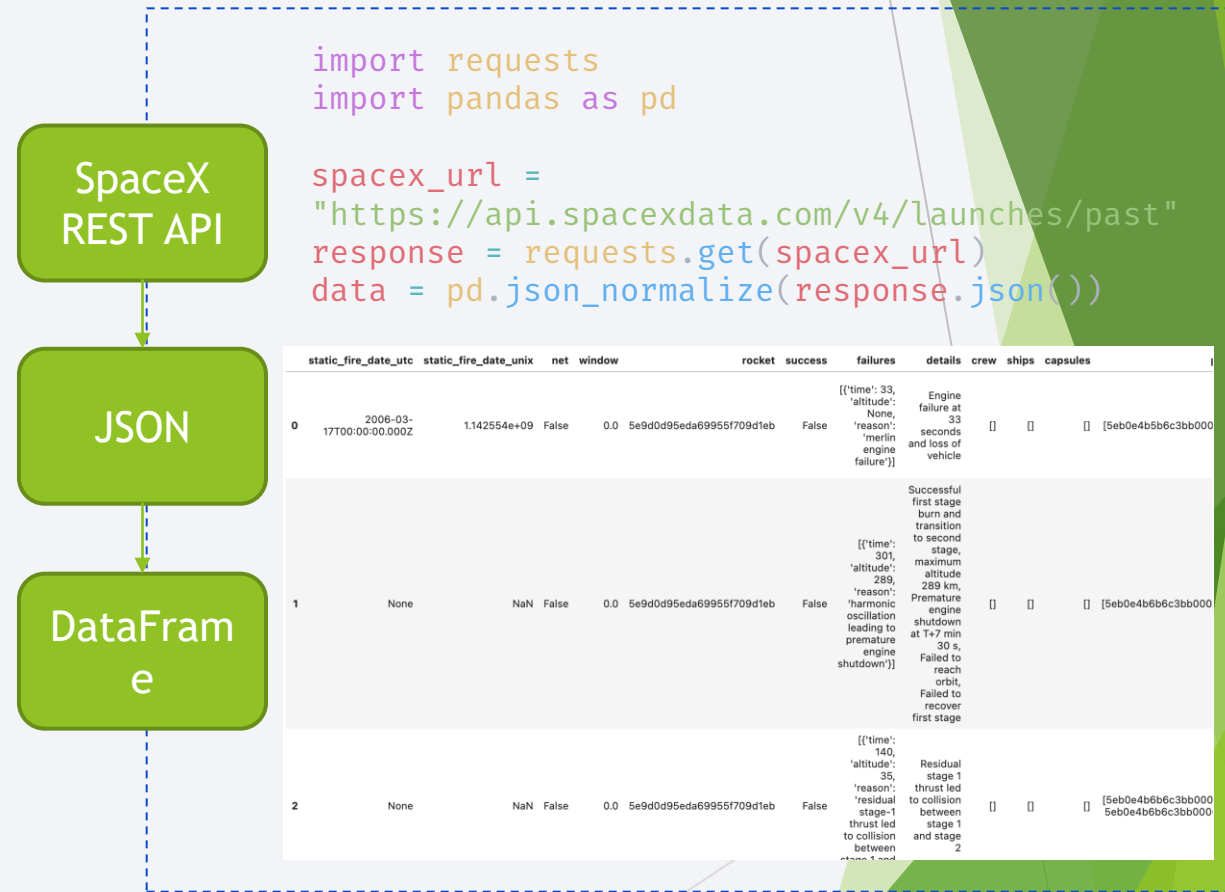 import requests
import pandas as pd
spacex_url =
"https://api.spacexdata.com/v4/launches/past"
response = requests.get(spacex_url)
data = pd.json_normalize(response.json())
SpaceX
REST API
JSON
DataFram
e
static_fire_date_utc static_fire_date_unix net window rocket success failures details crew ships capsules
0
2006-03-
17T00:00:00.000Z
1.142554e+09 False 0.0 5e9d0d95eda69955f709d1eb False
[{'time': 33,
'altitude':
None,
'reason':
'merlin
engine
failure'}]
Engine
failure at
33
seconds
and loss of
vehicle
[] [] [] [5eb0e4b5b6c3bb000
1 None NaN False 0.0 5e9d0d95eda69955f709d1eb False
[{'time':
301,
'altitude':
289,
'reason':
'harmonic
oscillation
leading to
premature
engine
shutdown'}]
Successful
first stage
burn and
transition
to second
stage,
maximum
altitude
289 km,
Premature
engine
shutdown
at T+7 min
30 s,
Failed to
reach
orbit,
Failed to
recover
first stage
[] [] [] [5eb0e4b6b6c3bb000
2 None NaN False 0.0 5e9d0d95eda69955f709d1eb False
[{'time':
140,
'altitude':
35,
'reason':
'residual
stage-1
thrust led
to collision
between
stage 1 and
Residual
stage 1
thrust led
to collision
between
stage 1
and stage
2
[] [] [] [5eb0e4b6b6c3bb000
5eb0e4b6b6c3bb000